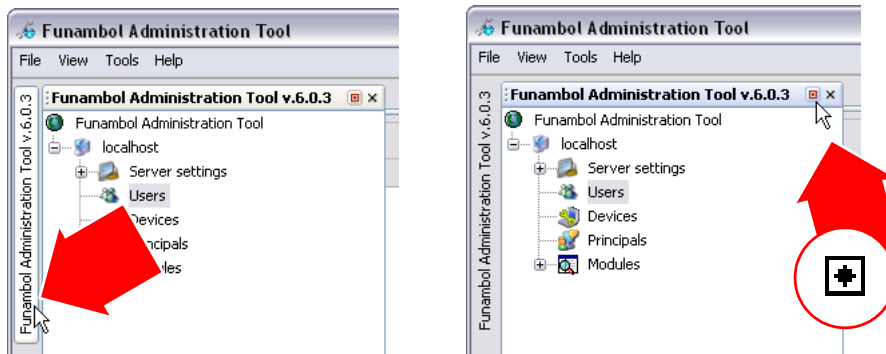 Funambol Administration Tool
File View Tools Help
Funambol Administration Tool v.6.0.3
Funambol Administration Tool v.6.0.3
Funambol Administration Tool
localhost
Server settings
Users
Devices
ncipals
les
Funambol Administration Tool
File View Tools Help
Funambol Administration Tool v.6.0.3
Funambol Administration Tool v.6.0.3
Funambol Administration Tool
localhost
Server settings
Users
Devices
Principals
Modules